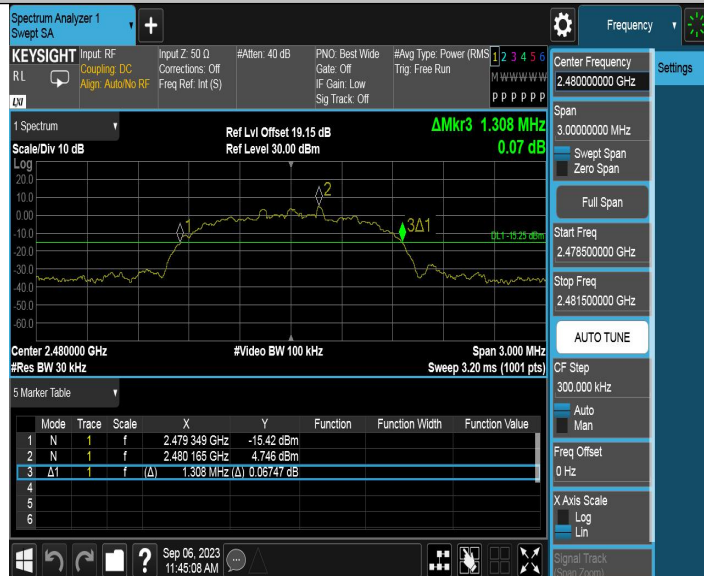 Spectrum Analyzer 1
Swept SA
+
Frequency
KEYSIGHT Input: RF Input Z: 50 Ω #Atten: 40 dB PNO: Best Wide #Avg Type: Power (RMS 1 2 3 4 5 6
RL Coupling: DC Corrections: Off Gate: Off Trig: Free Run M W W W W W
Align: Auto/No RF Freq Ref: Int (S) IF Gain: Low
LXI Sig Track: Off P P P P P P
1 Spectrum
Ref Lvl Offset 19.15 dB ΔMkr3 1.308 MHz
Scale/Div 10 dB Ref Level 30.00 dBm 0.07 dB
Log
20.0
10.0
0.00
-10.0
-20.0
-30.0
-40.0
-50.0
-60.0
1
2
3Δ1
DL1 -15.25 dBm
Center 2.480000 GHz #Video BW 100 kHz Span 3.000 MHz
#Res BW 30 kHz Sweep 3.20 ms (1001 pts)
5 Marker Table
Mode Trace Scale X Y Function Function Width Function Value
1 N 1 f 2.479 349 GHz -15.42 dBm
2 N 1 f 2.480 165 GHz 4.746 dBm
3 Δ1 1 f (Δ) 1.308 MHz (Δ) 0.06747 dB
4
5
6
Sep 06, 2023
11:45:08 AM
?
Center Frequency
2.480000000 GHz
Settings
Span
3.00000000 MHz
Swept Span
Zero Span
Full Span
Start Freq
2.478500000 GHz
Stop Freq
2.481500000 GHz
AUTO TUNE
CF Step
300.000 kHz
Auto
Man
Freq Offset
0 Hz
X Axis Scale
Log
Lin
Signal Track
(Span Zoom)